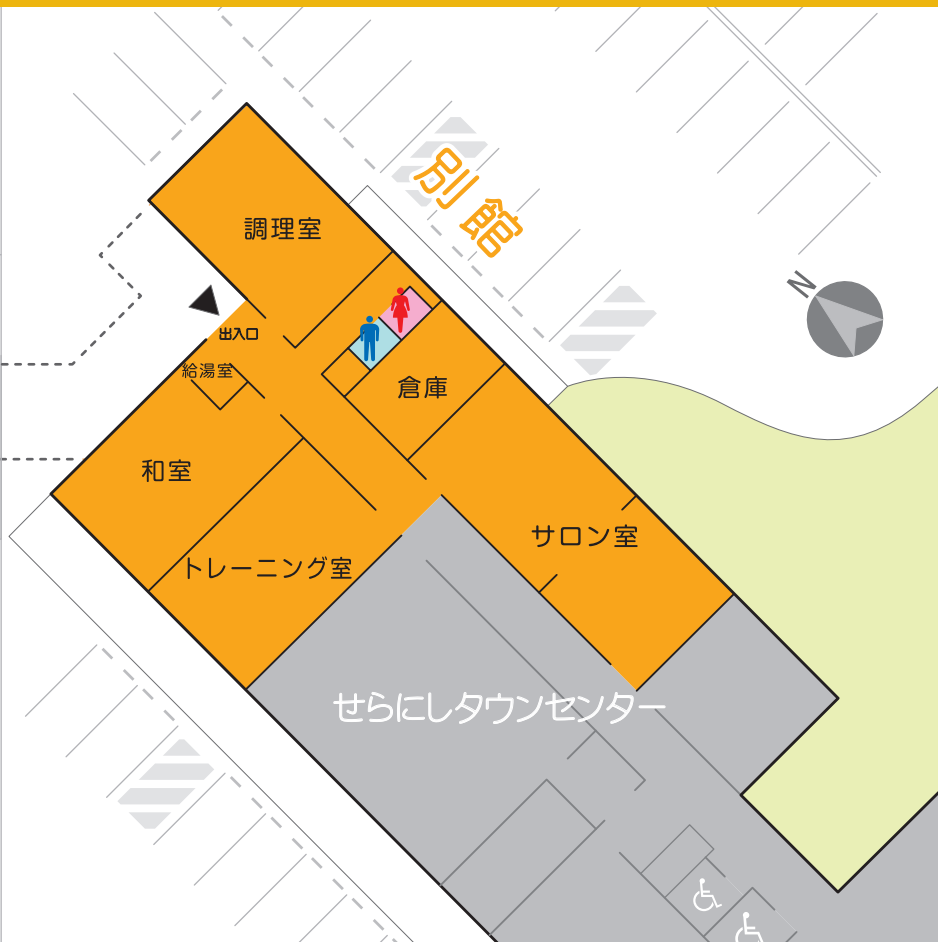 別館
N
調理室
出入口
給湯室
倉庫
和室
サロン室
トレーニング室
せらにしタウンセンター